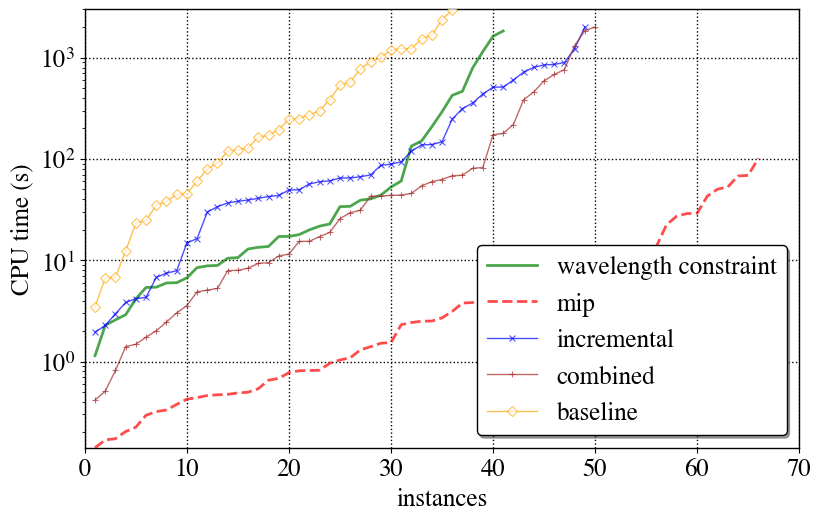 CPU time (s)
10³
10²
10¹
10⁰
wavelength constraint
mip
incremental
combined
baseline
0 10 20 30 40 50 60 70
instances